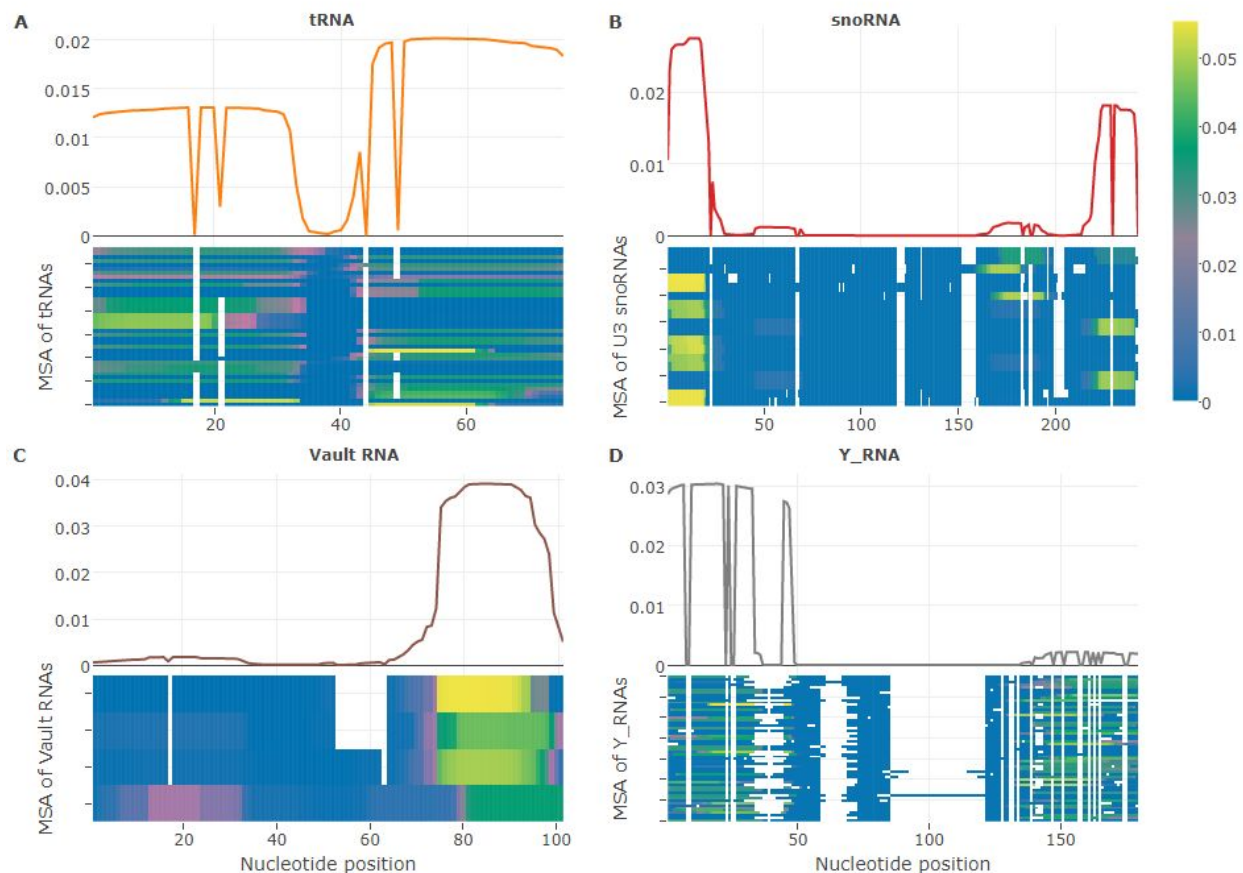 A
tRNA
0.02
0.015
0.01
0.005
0
MSA of tRNAs
20
40
60
B
snoRNA
0.02
0.01
0
MSA of U3 snoRNAs
50
100
150
200
0.05
0.04
0.03
0.02
0.01
0
C
Vault RNA
0.04
0.03
0.02
0.01
0
MSA of Vault RNAs
20
40
60
80
100
Nucleotide position
D
Y_RNA
0.03
0.02
0.01
0
MSA of Y_RNAs
50
100
150
Nucleotide position